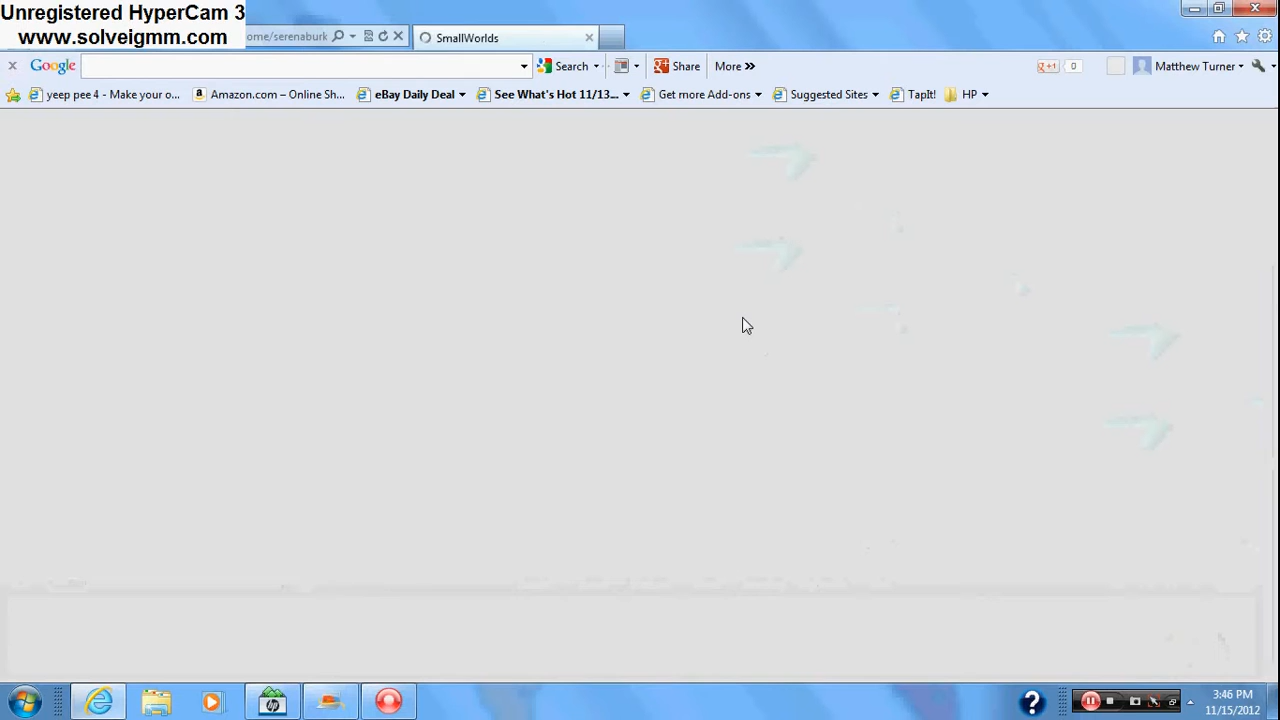 Unregistered HyperCam 3
www.solveigmm.com
ome/serenaburk
SmallWorlds
Google
Search
Share
More »
+1
0
Matthew Turner
yeep pee 4 - Make your o...
Amazon.com – Online Sh...
eBay Daily Deal
See What's Hot 11/13...
Get more Add-ons
Suggested Sites
TapIt!
HP
3:46 PM
11/15/2012